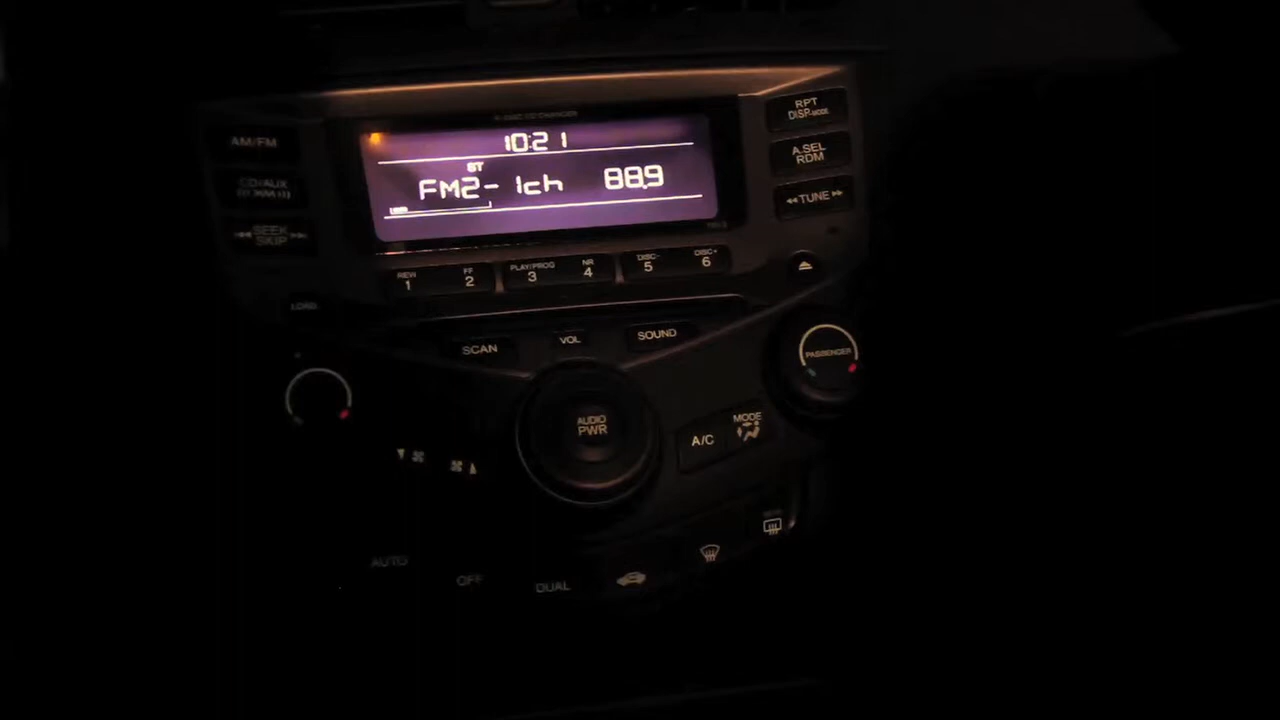 6-DISC CD CHANGER
10:21
ST
FM2- 1ch 88.9
AM/FM
CD/AUX
SEEK
SKIP
RPT
DISP MODE
A.SEL
RDM
TUNE
REW
1
FF
2
PLAY/PROG
3
NR
4
DISC-
5
DISC+
6
LOAD
SCAN
VOL
SOUND
PASSENGER
AUDIO
PWR
A/C
MODE
AUTO
OFF
DUAL